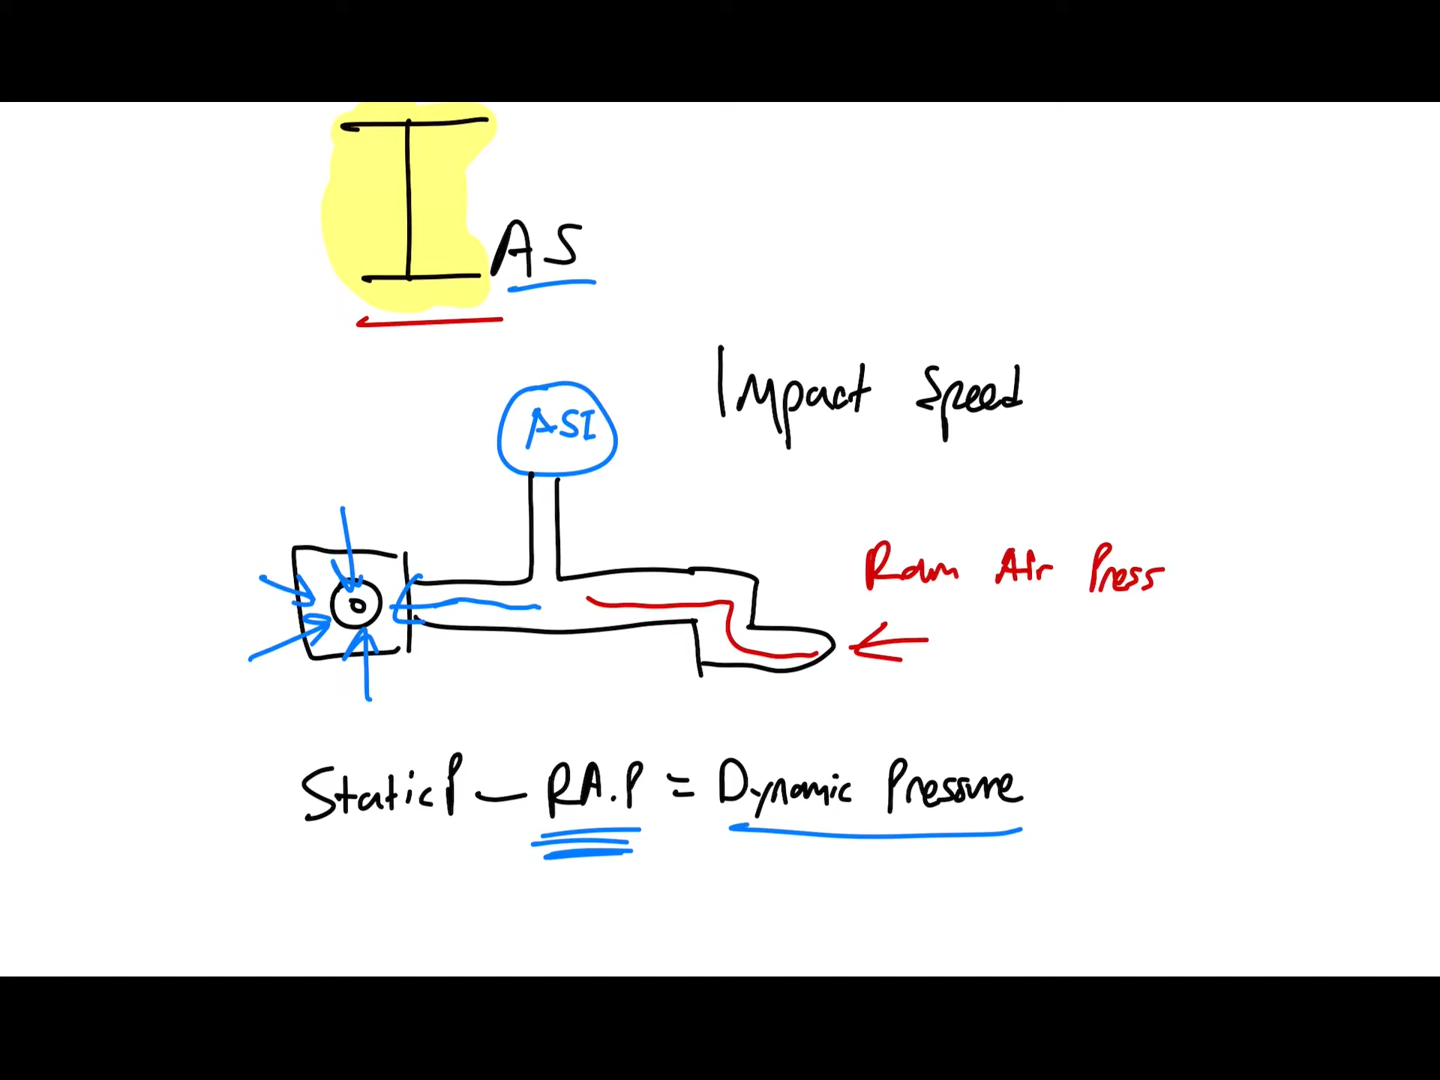 IAS
Impact Speed
ASI
Ram Air Press
Static P - RA.P = Dynamic Pressure